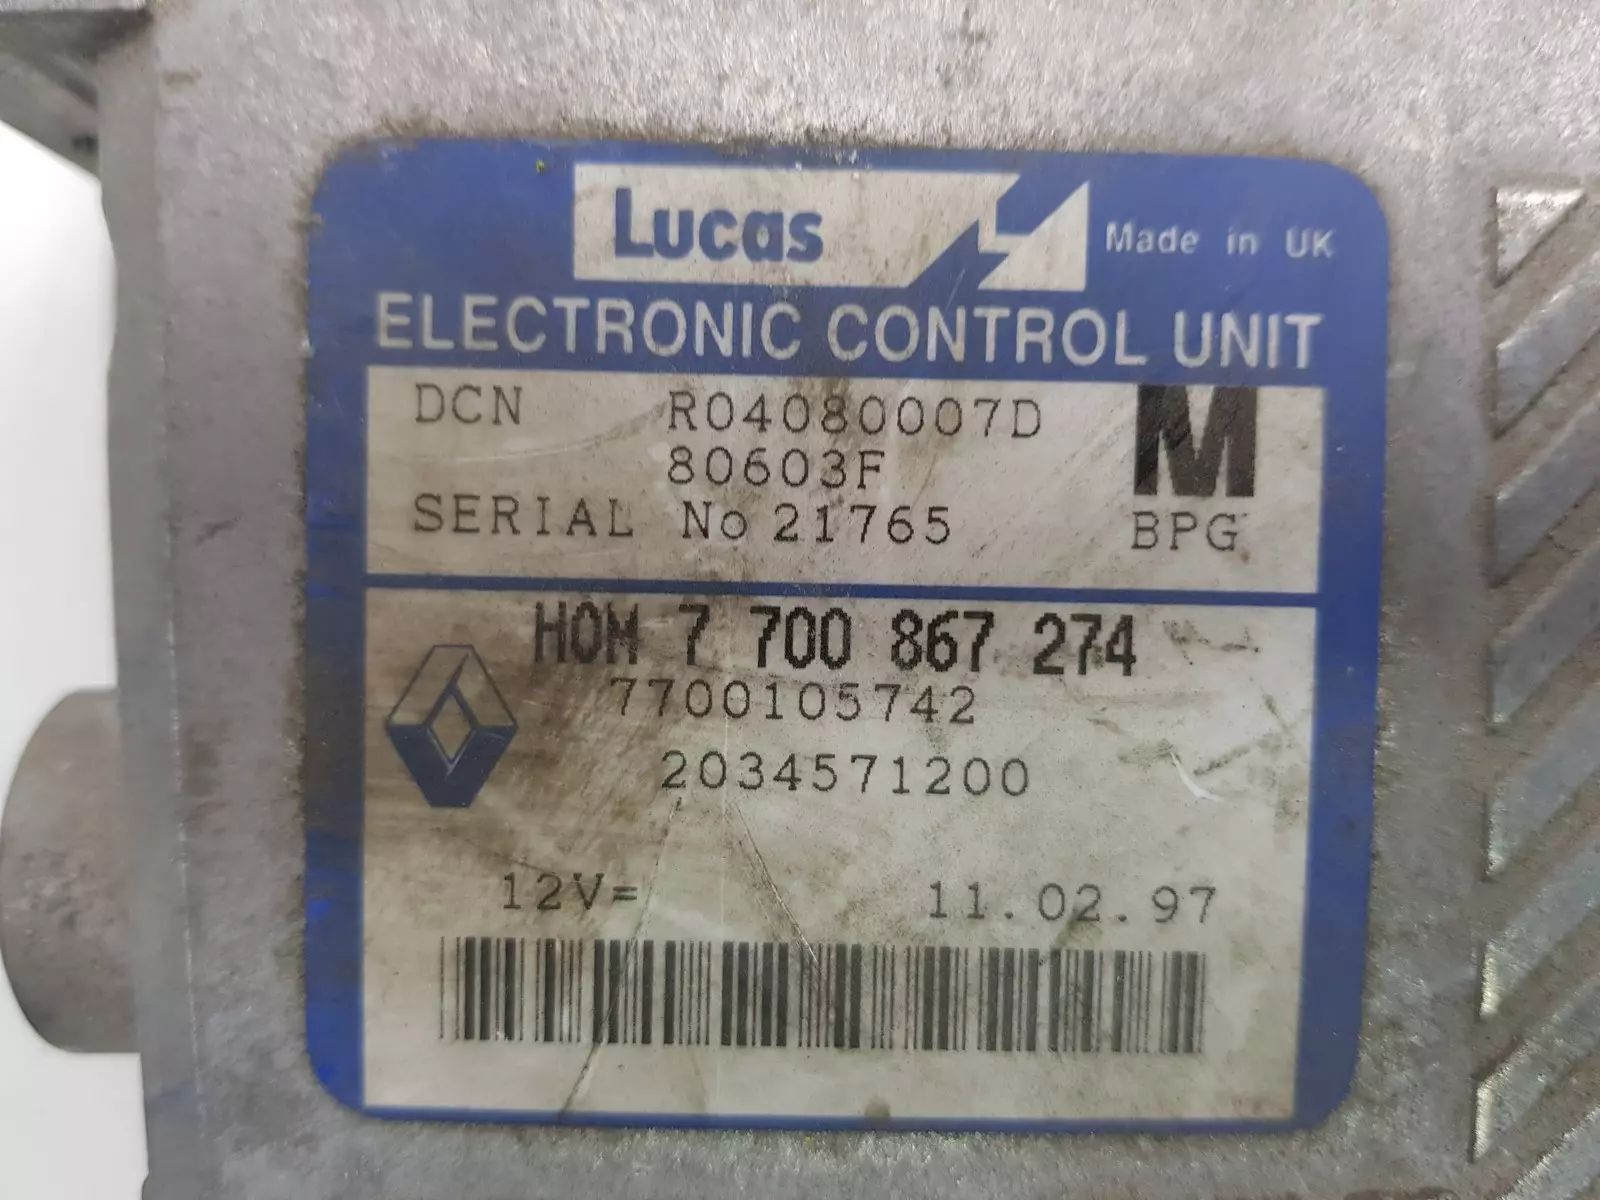 Lucas
Made in UK
ELECTRONIC CONTROL UNIT
DCN R04080007D M
80603F
SERIAL No 21765 BPG
HOM 7 700 867 274
7700105742
2034571200
12V= 11.02.97